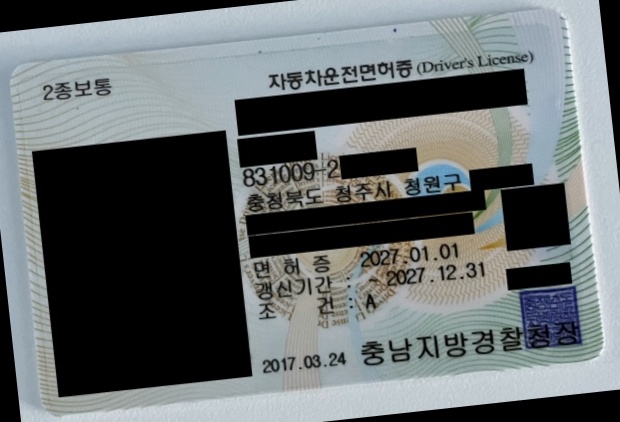 2종보통
자동차운전면허증 (Driver's License)
831009-2
충청북도 청주시 청원구
면 허 증 2027.01.01
갱신기간 : ~ 2027.12.31
조 건 : A
2017.03.24 충남지방경찰청장